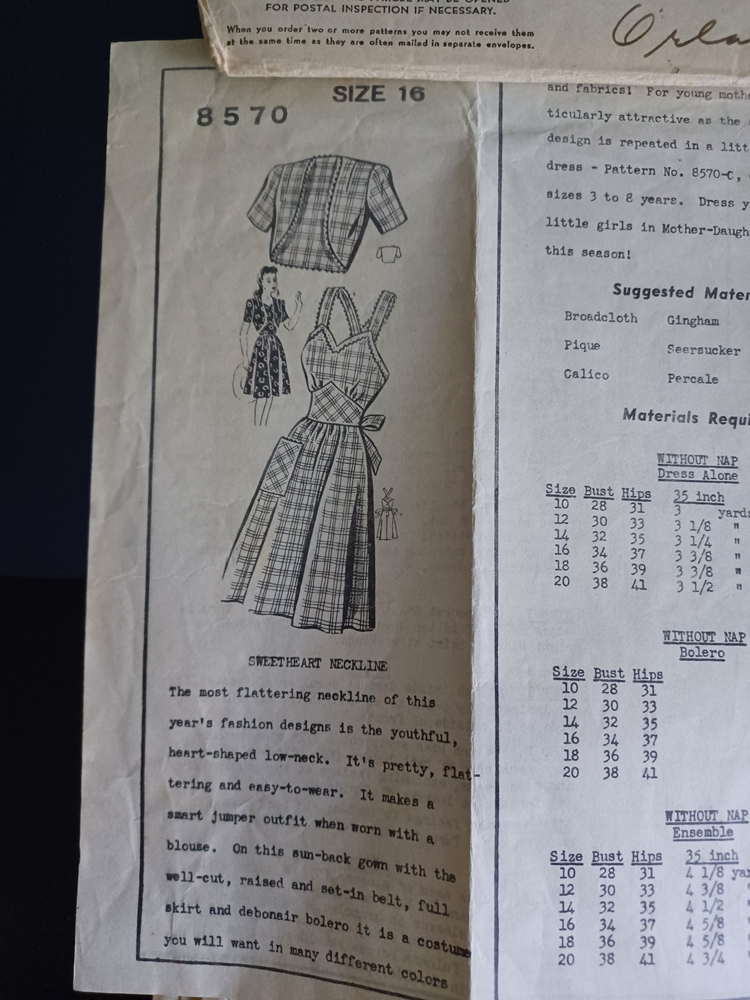 FOR POSTAL INSPECTION IF NECESSARY.
When you order two or more patterns you may not receive them
at the same time as they are often mailed in separate envelopes.
SIZE 16
8570
SWEETHEART NECKLINE
The most flattering neckline of this
year's fashion designs is the youthful,
heart-shaped low-neck. It's pretty, flat-
tering and easy-to-wear. It makes a
smart jumper outfit when worn with a
blouse. On this sun-back gown with the
well-cut, raised and set-in belt, full
skirt and debonair bolero it is a costume
you will want in many different colors
and fabrics! For young
ticularly attractive as the
design is repeated in a
dress - Pattern No. 8570-C,
sizes 3 to 8 years. Dress
little girls in
this season!
Suggested
Broadcloth Gingham
Pique Seersucker
Calico Percale
Materials
WITHOUT NAP
Dress Alone
Size Bust Hips 35 inch
10 28 31 3 yards
12 30 33 3 1/8 "
14 32 35 3 1/4 "
16 34 37 3 3/8 "
18 36 39 3 3/8 "
20 38 41 3 1/2 "
WITHOUT NAP
Bolero
Size Bust Hips
10 28 31
12 30 33
14 32 35
16 34 37
18 36 39
20 38 41
WITHOUT NAP
Ensemble
Size Bust Hips 35 inch
10 28 31 4 1/8
12 30 33 4 3/8
14 32 35 4 1/2
16 34 37 4 5/8
18 36 39 4 5/8
20 38 41 4 3/4